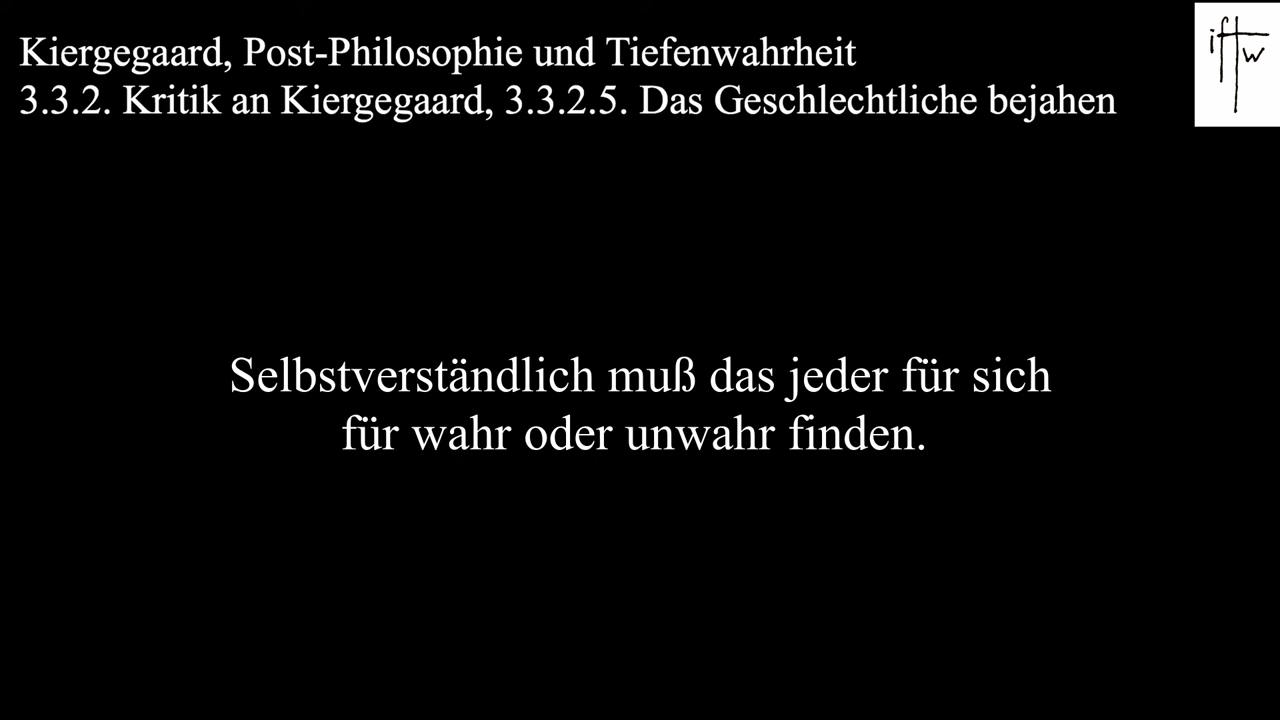 Kiergegaard, Post-Philosophie und Tiefenwahrheit
3.3.2. Kritik an Kiergegaard, 3.3.2.5. Das Geschlechtliche bejahen
iftw
Selbstverständlich muß das jeder für sich
für wahr oder unwahr finden.